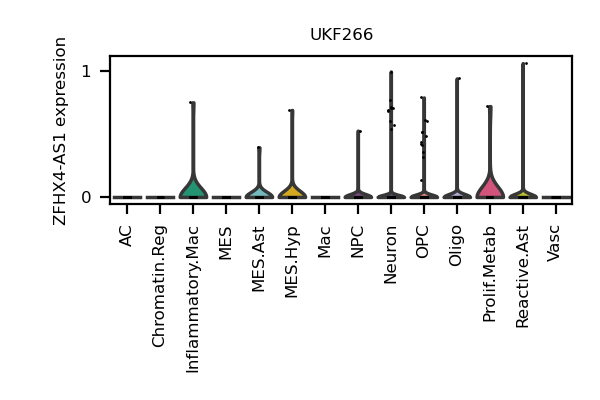 UKF266
ZFHX4-AS1 expression
1
0
AC
Chromatin.Reg
Inflammatory.Mac
MES
MES.Ast
MES.Hyp
Mac
NPC
Neuron
OPC
Oligo
Prolif.Metab
Reactive.Ast
Vasc